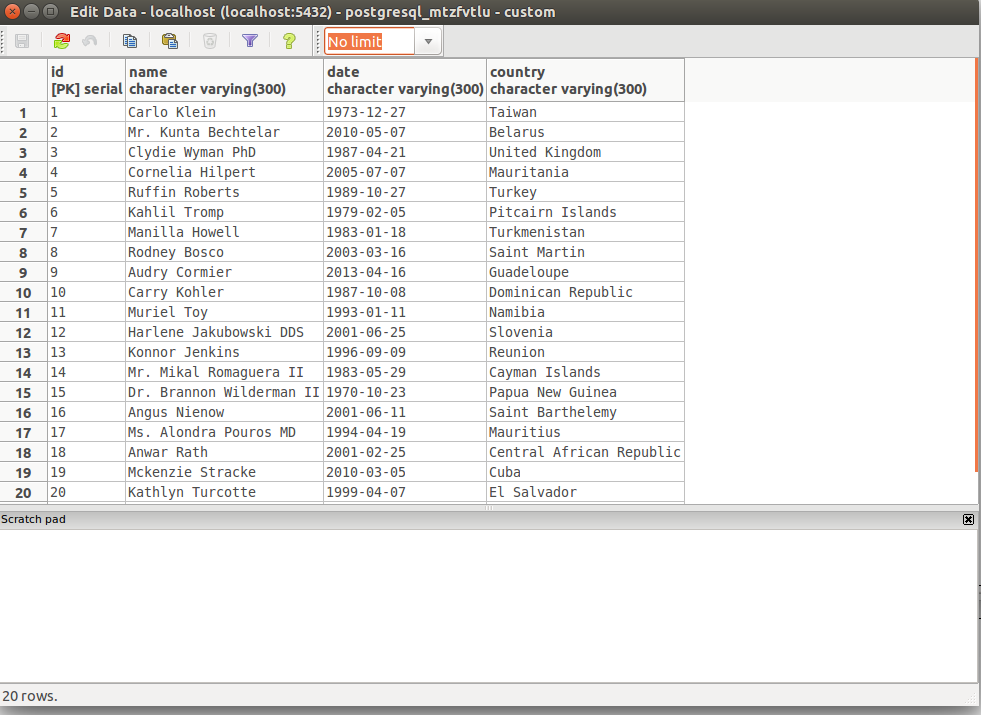 Edit Data - localhost (localhost:5432) - postgresql_mtzfvtlu - custom
No limit
id name date country
[PK] serial character varying(300) character varying(300) character varying(300)
1 1 Carlo Klein 1973-12-27 Taiwan
2 2 Mr. Kunta Bechtelar 2010-05-07 Belarus
3 3 Clydie Wyman PhD 1987-04-21 United Kingdom
4 4 Cornelia Hilpert 2005-07-07 Mauritania
5 5 Ruffin Roberts 1989-10-27 Turkey
6 6 Kahlil Tromp 1979-02-05 Pitcairn Islands
7 7 Manilla Howell 1983-01-18 Turkmenistan
8 8 Rodney Bosco 2003-03-16 Saint Martin
9 9 Audry Cormier 2013-04-16 Guadeloupe
10 10 Carry Kohler 1987-10-08 Dominican Republic
11 11 Muriel Toy 1993-01-11 Namibia
12 12 Harlene Jakubowski DDS 2001-06-25 Slovenia
13 13 Konnor Jenkins 1996-09-09 Reunion
14 14 Mr. Mikal Romaguera II 1983-05-29 Cayman Islands
15 15 Dr. Brannon Wilderman II 1970-10-23 Papua New Guinea
16 16 Angus Nienow 2001-06-11 Saint Barthelemy
17 17 Ms. Alondra Pouros MD 1994-04-19 Mauritius
18 18 Anwar Rath 2001-02-25 Central African Republic
19 19 Mckenzie Stracke 2010-03-05 Cuba
20 20 Kathlyn Turcotte 1999-04-07 El Salvador
Scratch pad
20 rows.